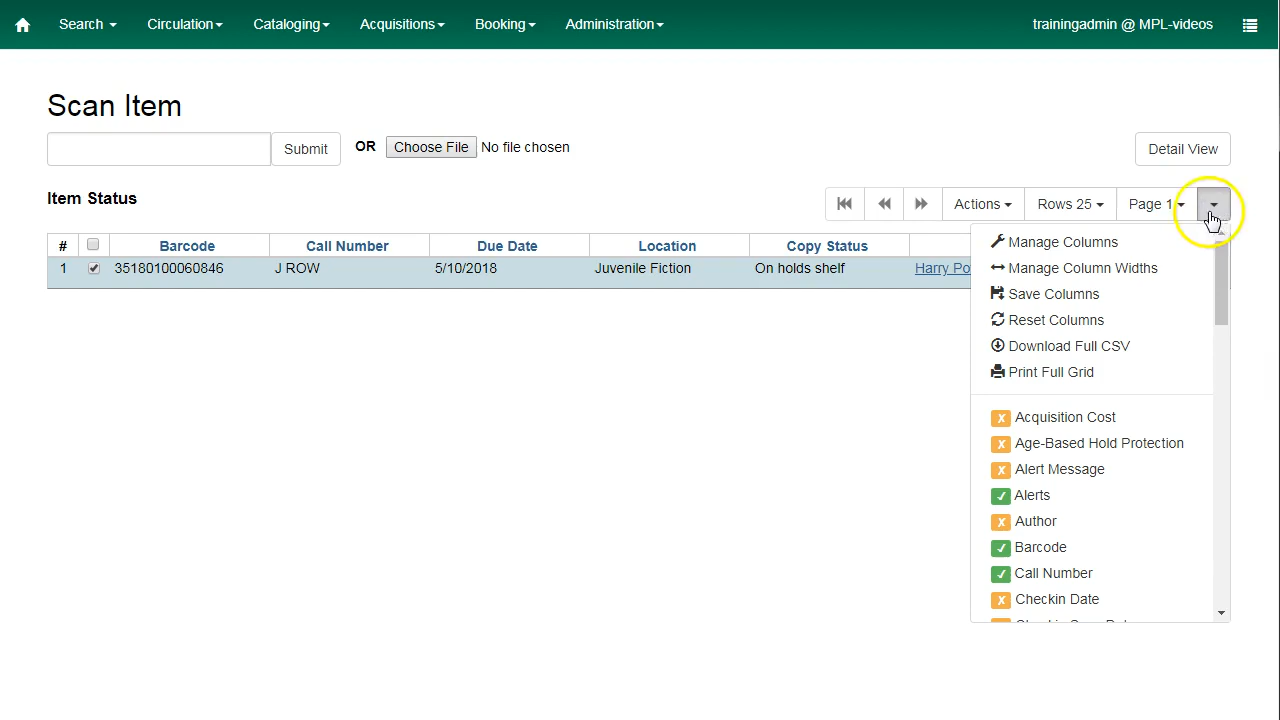 Search Circulation Cataloging Acquisitions Booking Administration trainingadmin @ MPL-videos
Scan Item
Submit OR Choose File No file chosen Detail View
Item Status
Actions Rows 25 Page 1
# Barcode Call Number Due Date Location Copy Status
1 35180100060846 J ROW 5/10/2018 Juvenile Fiction On holds shelf Harry Po
Manage Columns
Manage Column Widths
Save Columns
Reset Columns
Download Full CSV
Print Full Grid
✗ Acquisition Cost
✗ Age-Based Hold Protection
✗ Alert Message
✓ Alerts
✗ Author
✓ Barcode
✓ Call Number
✗ Checkin Date